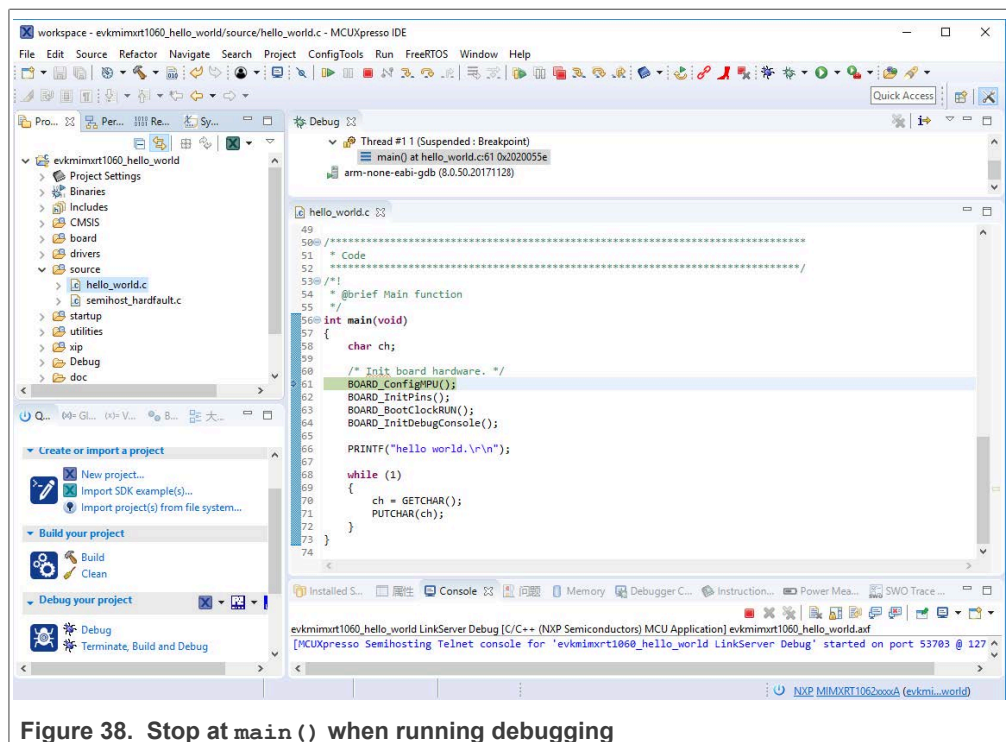 workspace - evkmimxrt1060_hello_world/source/hello_world.c - MCUXpresso IDE
File Edit Source Refactor Navigate Search Project ConfigTools Run FreeRTOS Window Help
Quick Access
Pro... Per... Re... Sy...
evkmimxrt1060_hello_world
Project Settings
Binaries
Includes
CMSIS
board
drivers
source
hello_world.c
semihost_hardfault.c
startup
utilities
xip
Debug
doc
Debug
Thread #1 1 (Suspended : Breakpoint)
main() at hello_world.c:61 0x2020055e
arm-none-eabi-gdb (8.0.50.20171128)
hello_world.c
49
50 /*******************************************************************************
51 * Code
52 ******************************************************************************/
53 /*!
54 * @brief Main function
55 */
56 int main(void)
57 {
58 char ch;
59
60 /* Init board hardware. */
61 BOARD_ConfigMPU();
62 BOARD_InitPins();
63 BOARD_BootClockRUN();
64 BOARD_InitDebugConsole();
65
66 PRINTF("hello world.\r\n");
67
68 while (1)
69 {
70 ch = GETCHAR();
71 PUTCHAR(ch);
72 }
73 }
74
Q... (x)= Gl... (x)= V... B... 大...
Create or import a project
New project...
Import SDK example(s)...
Import project(s) from file system...
Build your project
Build
Clean
Debug your project
Debug
Terminate, Build and Debug
Installed S... 属性 Console 问题 Memory Debugger C... Instruction... Power Mea... SWO Trace ...
evkmimxrt1060_hello_world LinkServer Debug [C/C++ (NXP Semiconductors) MCU Application] evkmimxrt1060_hello_world.axf
[MCUXpresso Semihosting Telnet console for 'evkmimxrt1060_hello_world LinkServer Debug' started on port 53703 @ 127
NXP MIMXRT1062xxxxA (evkmi...world)
Figure 38. Stop at main() when running debugging